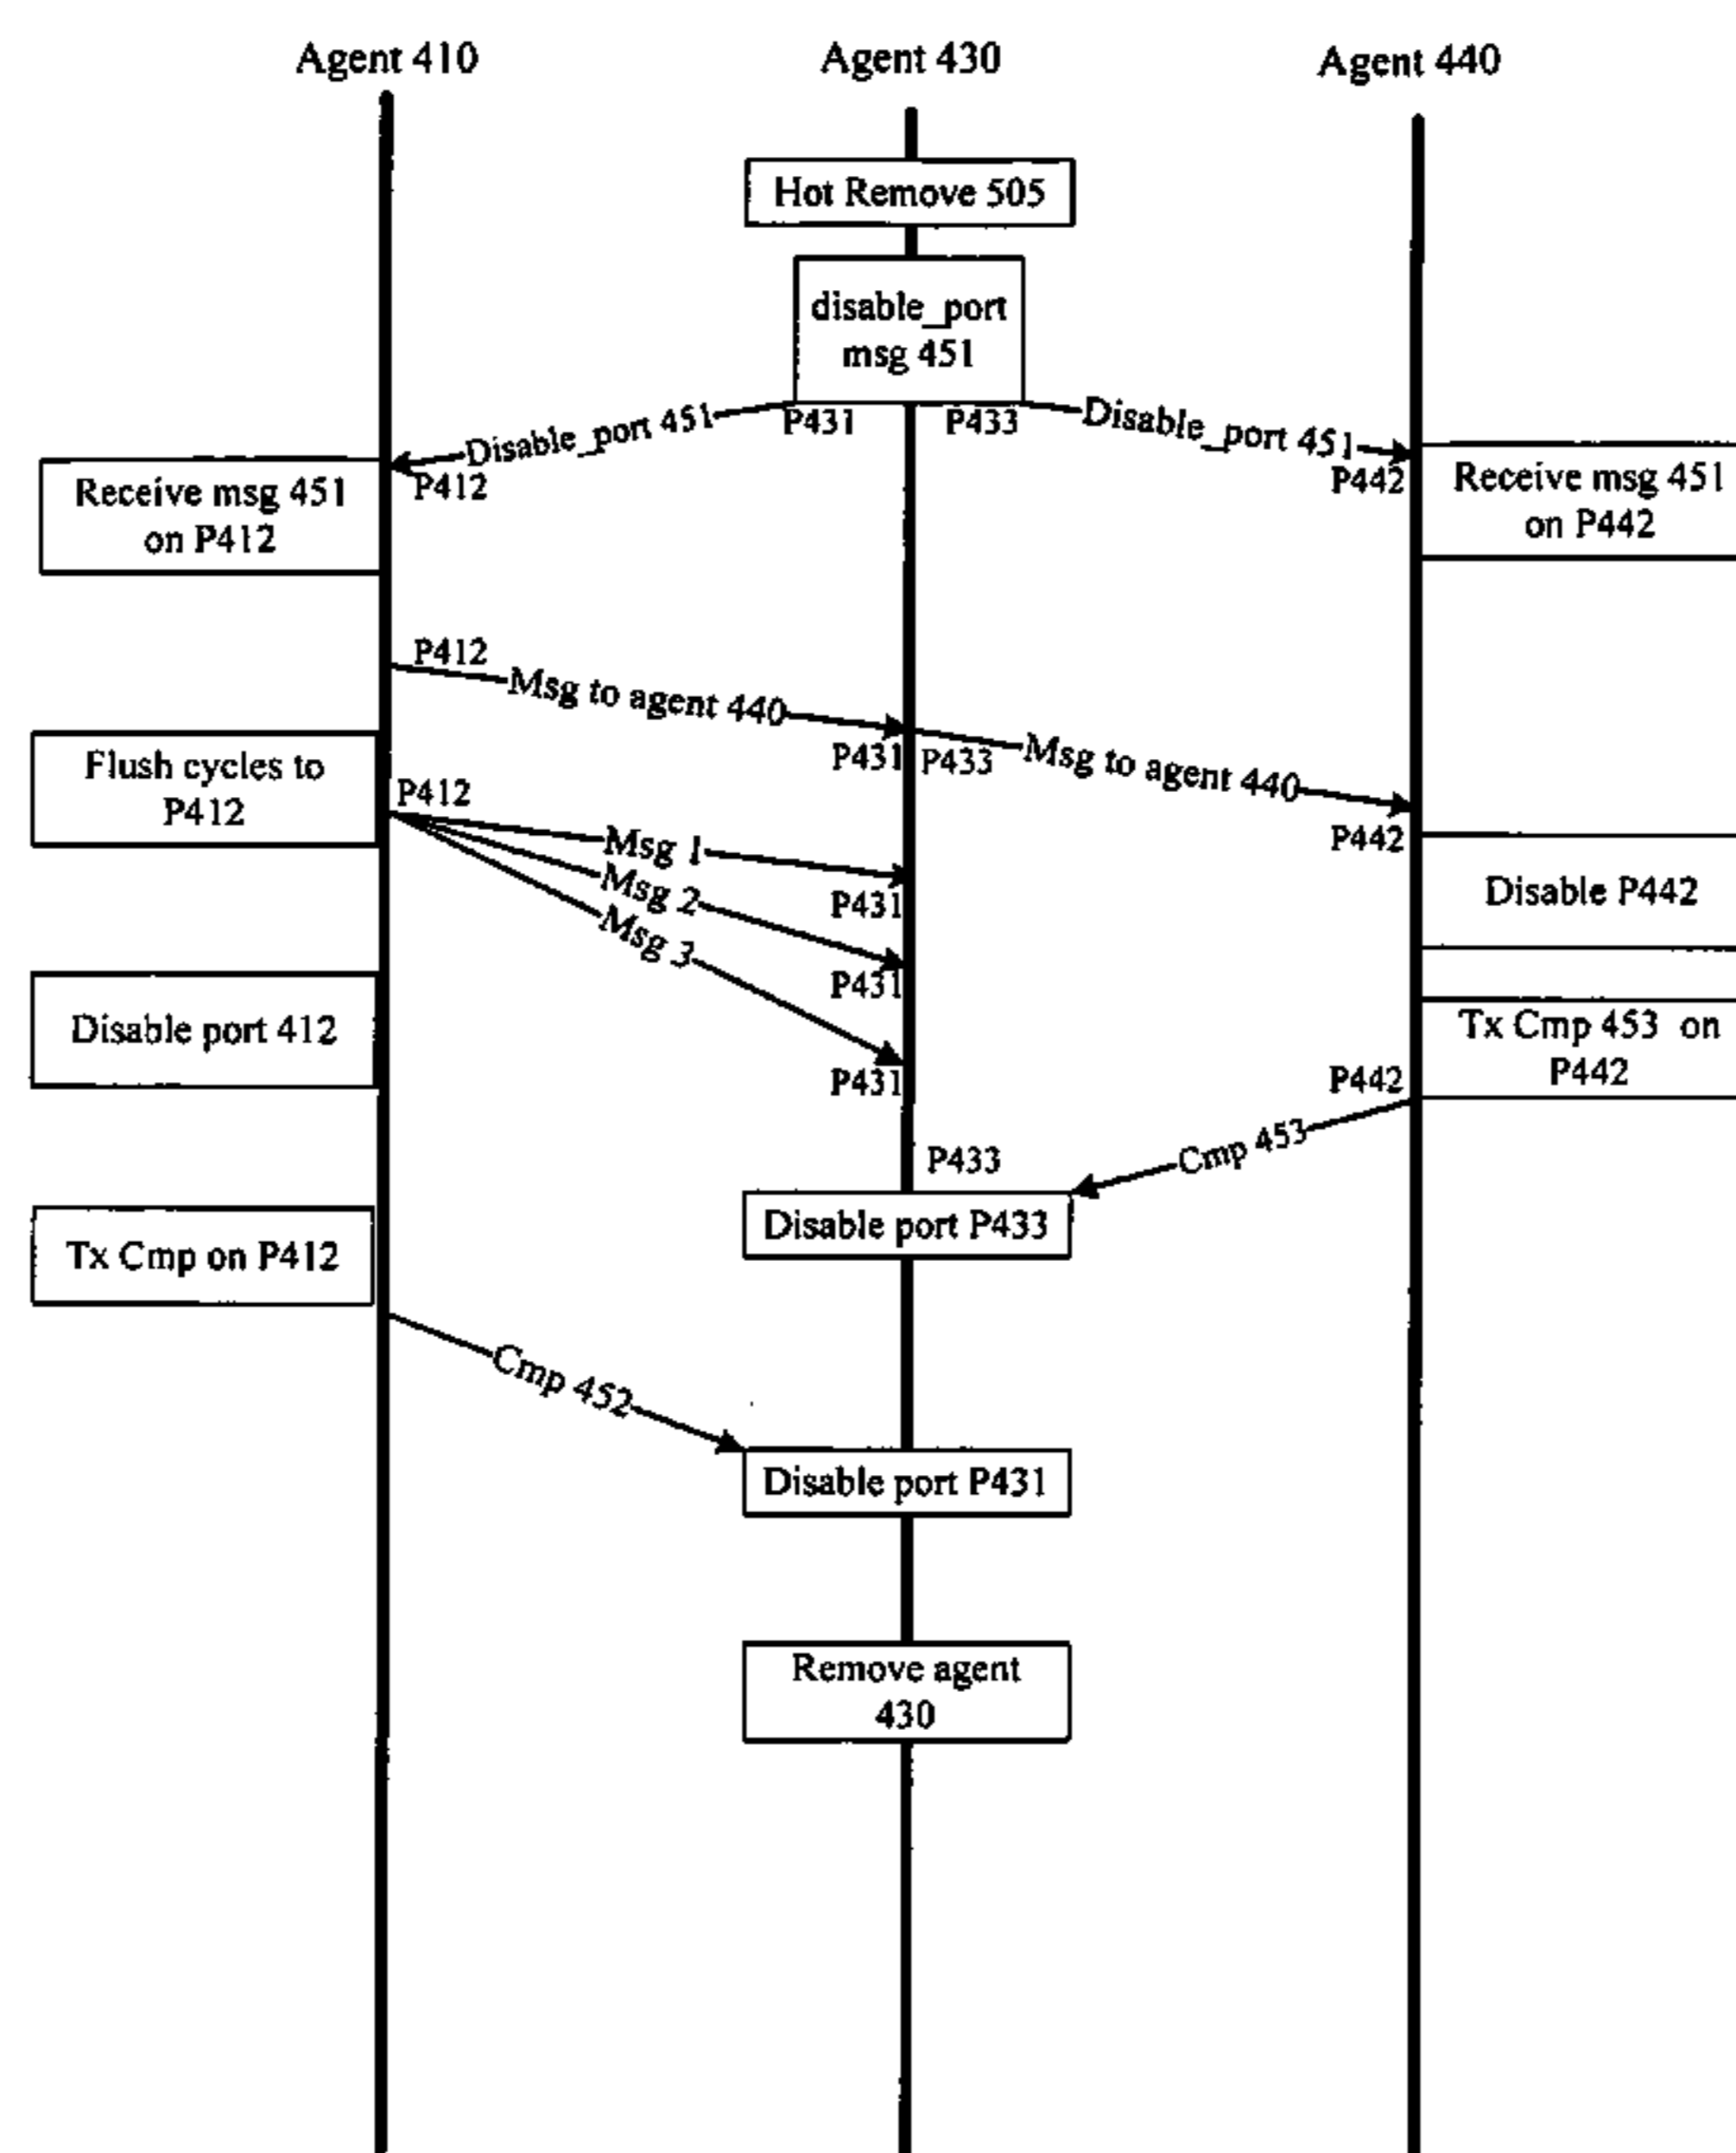 Agent 410
Agent 430
Agent 440
Hot Remove 505
disable_port
msg 451
Disable_port 451
P431
P433
Disable_port 451
Receive msg 451
on P412
P412
P442
Receive msg 451
on P442
P412
Msg to agent 440
P431
P433
Msg to agent 440
P442
Flush cycles to
P412
P412
Msg 1
P431
Msg 2
P431
Msg 3
P431
Disable P442
Disable port 412
Tx Cmp 453 on
P442
P442
Cmp 453
P433
Disable port P433
Tx Cmp on P412
Cmp 452
Disable port P431
Remove agent
430